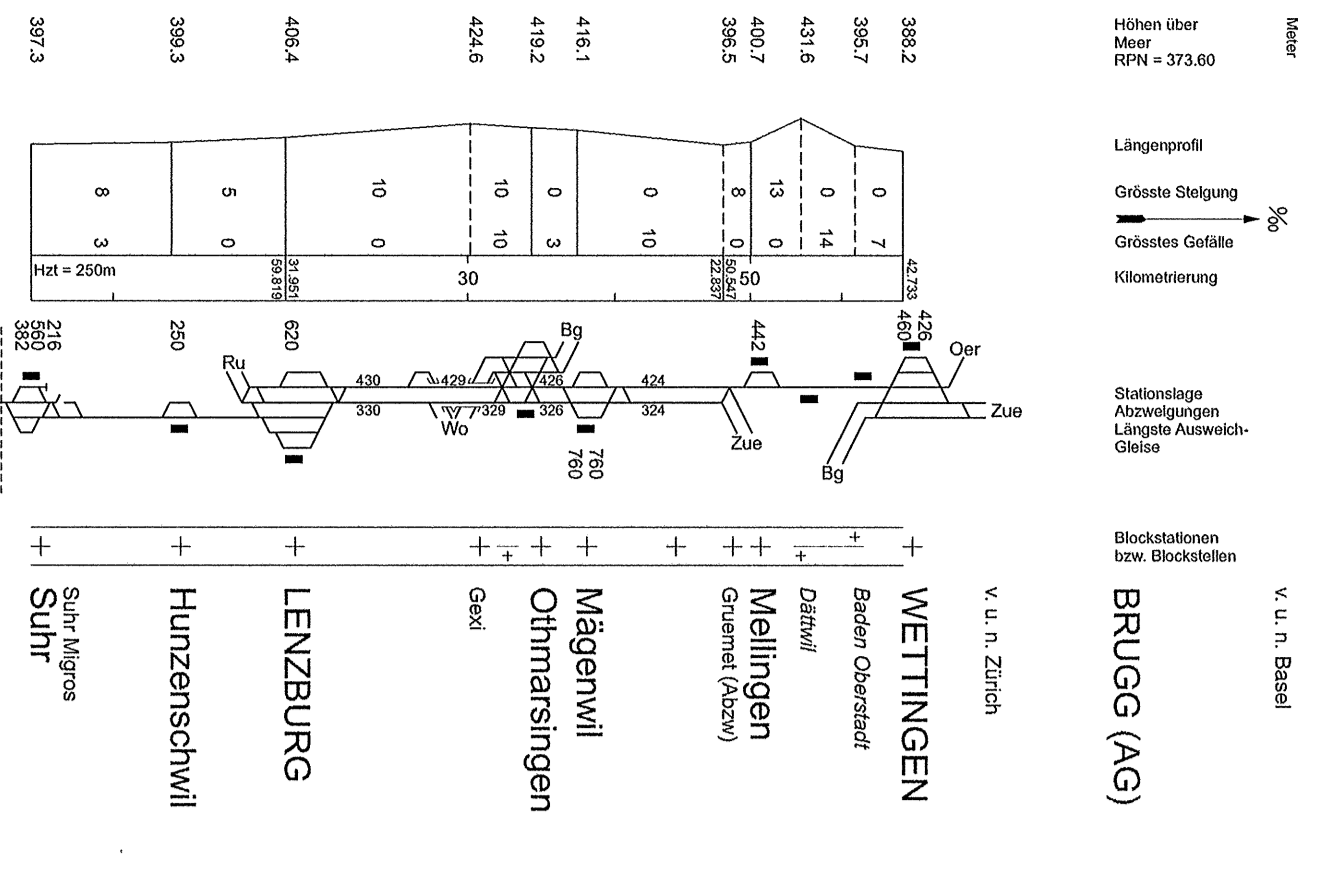 397.3
399.3
406.4
424.6
419.2
416.1
396.5
400.7
431.6
395.7
388.2
Höhen über
Meer
RPN = 373.60
Meter
Längenprofil
8
5
10
10
0
0
8
13
0
0
Grösste Steigung
‰
3
0
0
10
3
10
0
0
14
7
Grösstes Gefälle
Hzt = 250m
59.819
31.951
30
22.837
50.547
50
42.733
Kilometrierung
382
560
216
250
620
Ru
430
429
426
424
Bg
442
460
426
Oer
330
Wo
329
326
324
760
760
Zue
Bg
Zue
Stationslage
Abzweigungen
Längste Ausweich-
Gleise
Blockstationen
bzw. Blockstellen
Suhr
Suhr Migros
Hunzenschwil
LENZBURG
Gexi
Othmarsingen
Mägenwil
Gruemet (Abzw)
Mellingen
Dättwil
Baden Oberstadt
WETTINGEN
v. u. n. Zürich
BRUGG (AG)
v. u. n. Basel